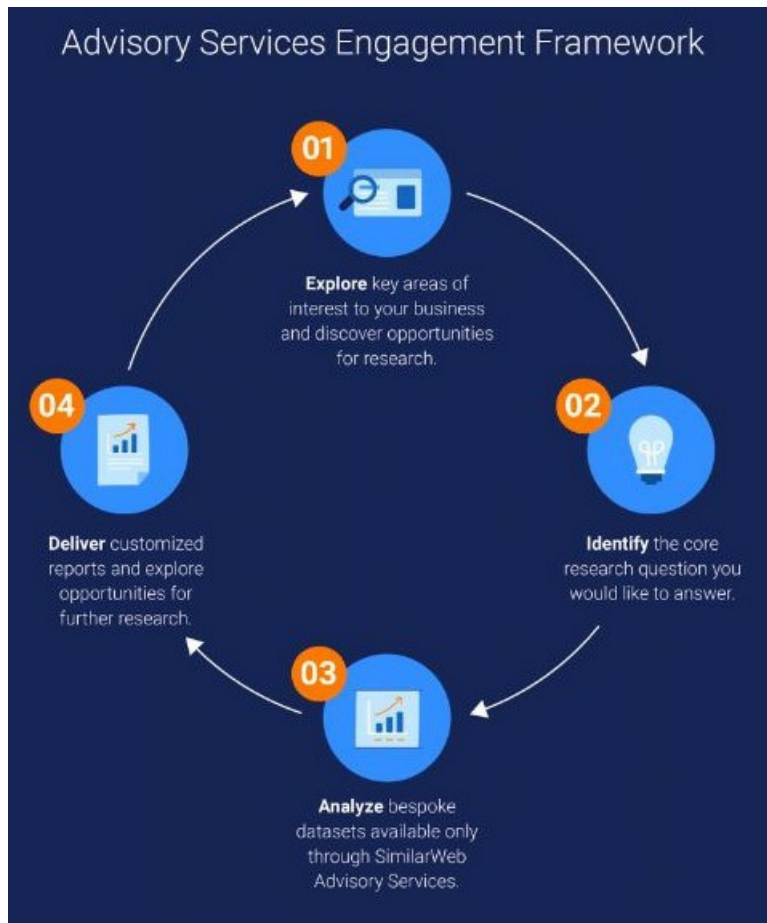 Advisory Services Engagement Framework
01
Explore key areas of
interest to your business
and discover opportunities
for research.
02
Identify the core
research question you
would like to answer.
03
Analyze bespoke
datasets available only
through SimilarWeb
Advisory Services.
04
Deliver customized
reports and explore
opportunities for
further research.